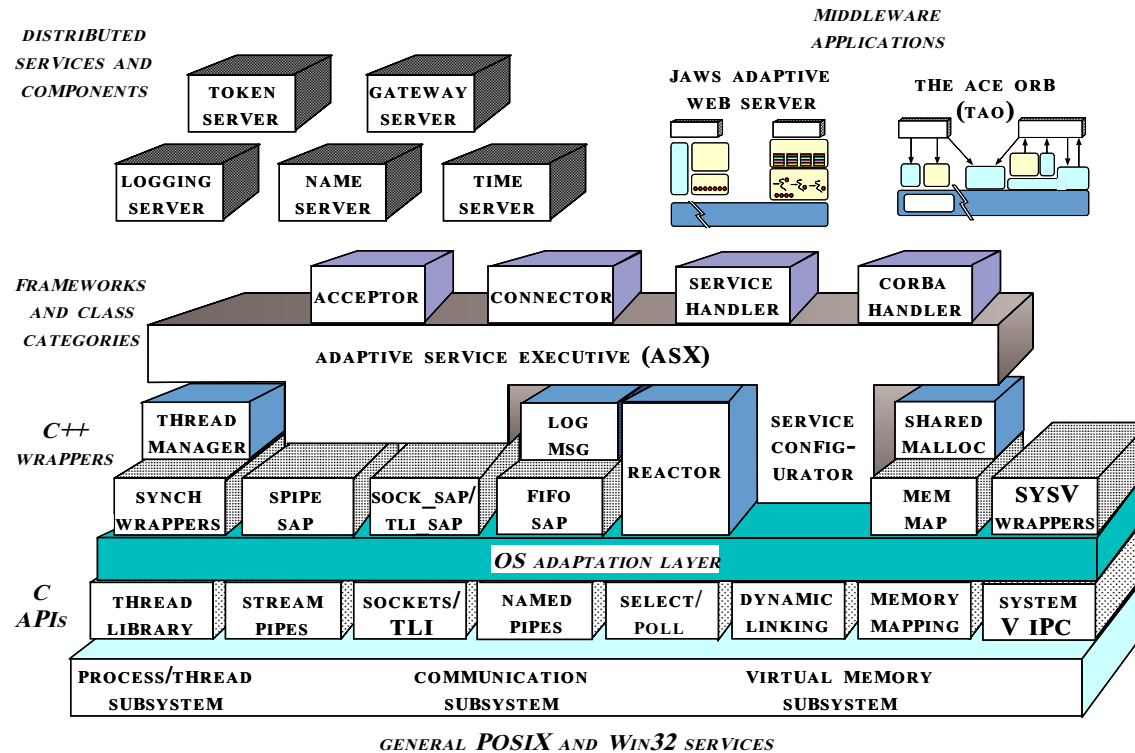 DISTRIBUTED
SERVICES AND
COMPONENTS
MIDDLEWARE
APPLICATIONS
TOKEN
SERVER
GATEWAY
SERVER
JAWS ADAPTIVE
WEB SERVER
THE ACE ORB
(TAO)
LOGGING
SERVER
NAME
SERVER
TIME
SERVER
FRAMEWORKS
AND CLASS
CATEGORIES
ACCEPTOR
CONNECTOR
SERVICE
HANDLER
CORBA
HANDLER
ADAPTIVE SERVICE EXECUTIVE (ASX)
C++
WRAPPERS
THREAD
MANAGER
LOG
MSG
REACTOR
SERVICE
CONFIG-
URATOR
SHARED
MALLOC
SYNCH
WRAPPERS
SPIPE
SAP
SOCK_SAP/
TLI_SAP
FIFO
SAP
MEM
MAP
SYSV
WRAPPERS
OS ADAPTATION LAYER
C
APIS
THREAD
LIBRARY
STREAM
PIPES
SOCKETS/
TLI
NAMED
PIPES
SELECT/
POLL
DYNAMIC
LINKING
MEMORY
MAPPING
SYSTEM
V IPC
PROCESS/THREAD
SUBSYSTEM
COMMUNICATION
SUBSYSTEM
VIRTUAL MEMORY
SUBSYSTEM
GENERAL POSIX AND WIN32 SERVICES